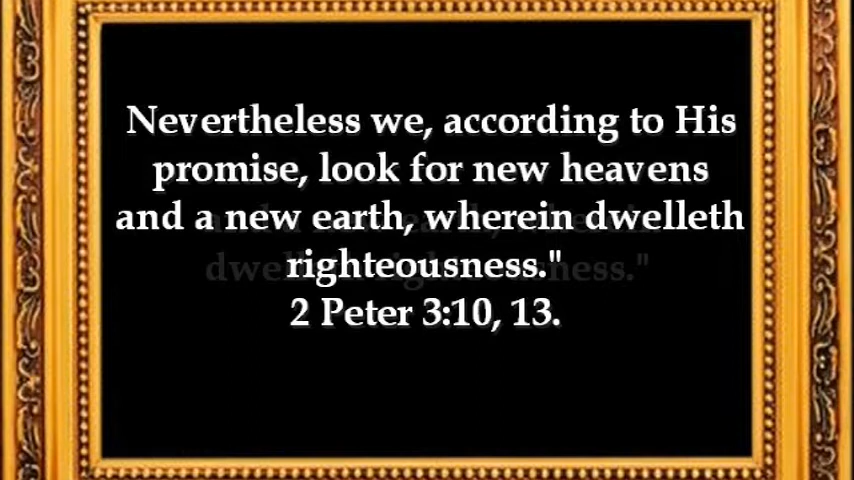 Nevertheless we, according to His
promise, look for new heavens
and a new earth, wherein dwelleth
righteousness."
2 Peter 3:10, 13.